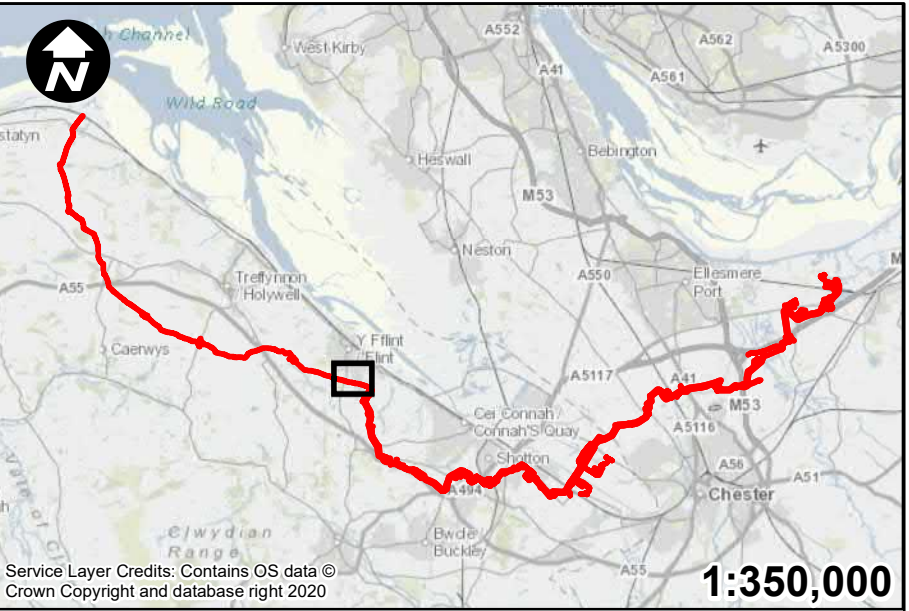 N
h Channel
West Kirby
A552
A41
A562
A561
A5300
Wild Road
statyn
Heswall
Bebington
M53
Neston
A550
Ellesmere
Port
M
A55
Treffynnon
/Holywell
Caerwys
Y Fflint
/Flint
A5117
A41
M53
A5116
Cei Connah /
Connah'S Quay
Shotton
A494
A56
A51
Chester
Bwcle /
Buckley
Clwydian
Range
Vale of Cl
h
A55
Service Layer Credits: Contains OS data ©
Crown Copyright and database right 2020
1:350,000